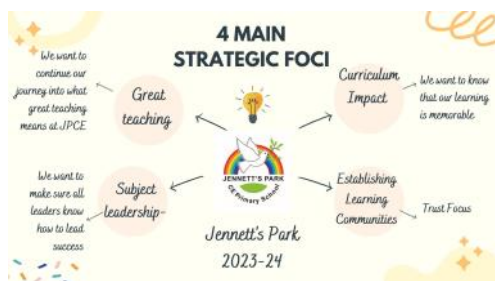 4 MAIN
STRATEGIC FOCI
We want to
continue our
journey into what
great teaching
means at JPCE
Great
teaching
Curriculum
Impact
We want to know
that our learning
is memorable
JENNETT'S PARK
CE Primary School
We want to
make sure all
leaders know
how to lead
success
Subject
leadership-
Establishing
Learning
Communities
Trust Focus
Jennett's Park
2023-24